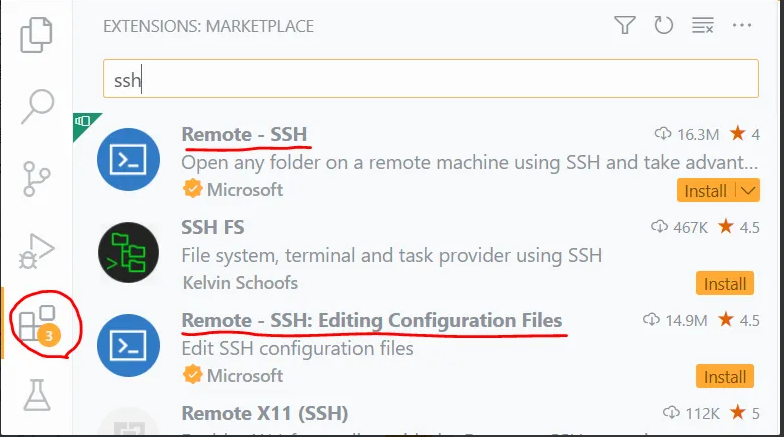 EXTENSIONS: MARKETPLACE
ssh
Remote - SSH 16.3M 4
Open any folder on a remote machine using SSH and take advant...
Microsoft Install
SSH FS 467K 4.5
File system, terminal and task provider using SSH
Kelvin Schoofs Install
3
Remote - SSH: Editing Configuration Files 14.9M 4.5
Edit SSH configuration files
Microsoft Install
Remote X11 (SSH) 112K 5